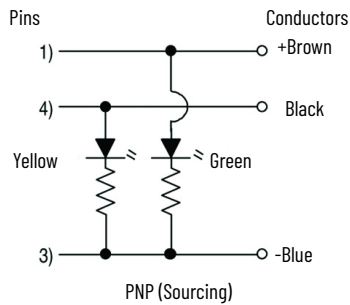 Pins Conductors
1) +Brown
4) Black
Yellow Green
3) -Blue
PNP (Sourcing)